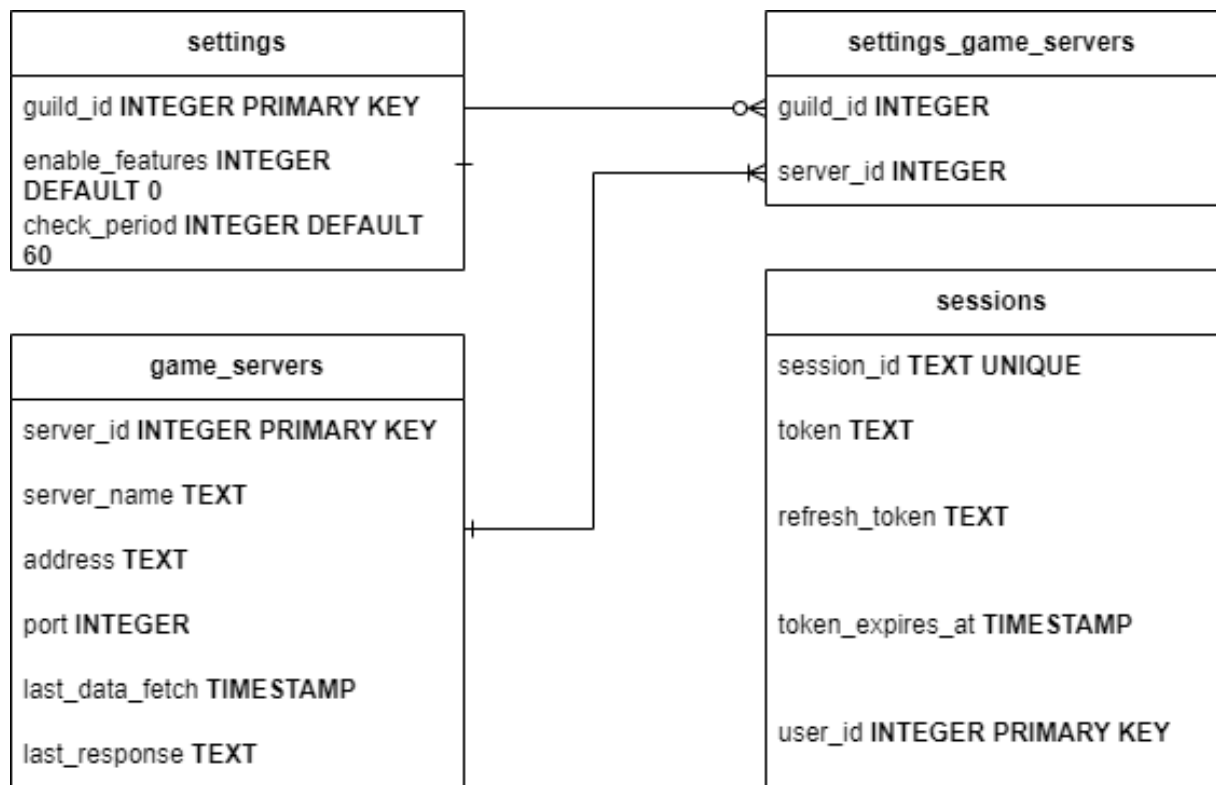 settings
guild_id INTEGER PRIMARY KEY
enable_features INTEGER
DEFAULT 0
check_period INTEGER DEFAULT
60
settings_game_servers
guild_id INTEGER
server_id INTEGER
game_servers
server_id INTEGER PRIMARY KEY
server_name TEXT
address TEXT
port INTEGER
last_data_fetch TIMESTAMP
last_response TEXT
sessions
session_id TEXT UNIQUE
token TEXT
refresh_token TEXT
token_expires_at TIMESTAMP
user_id INTEGER PRIMARY KEY